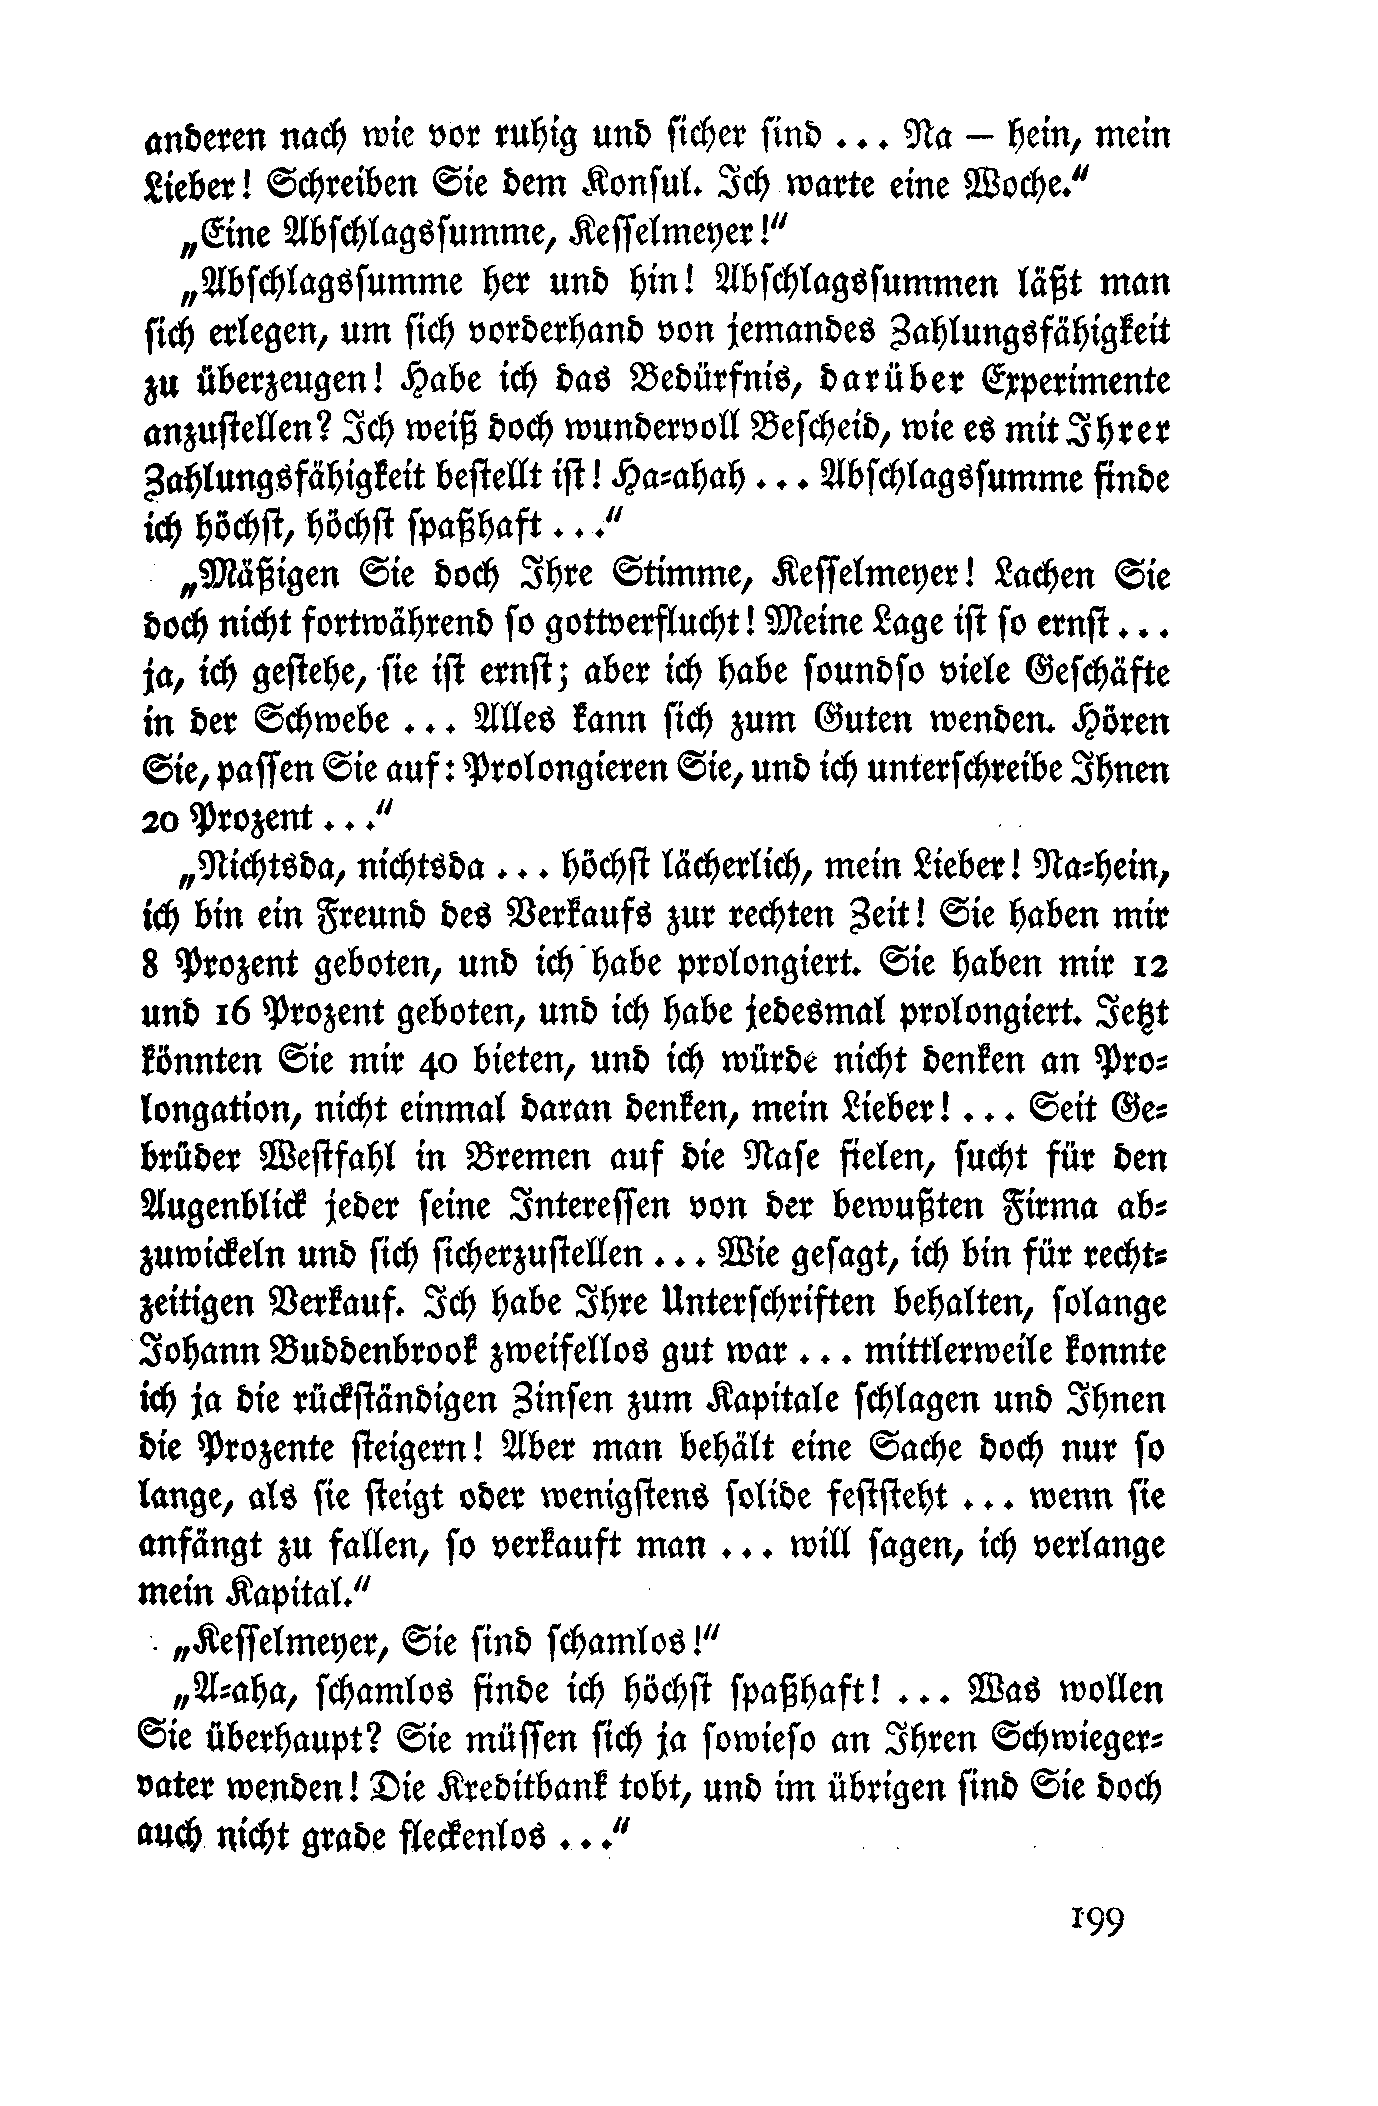 anderen nach wie vor ruhig und sicher sind ... Na — hein, mein
Lieber! Schreiben Sie dem Konsul. Ich warte eine Woche.“
„Eine Abschlagssumme, Kesselmeyer!“
„Abschlagssumme her und hin! Abschlagssummen läßt man
sich erlegen, um sich vorderhand von jemandes Zahlungsfähigkeit
zu überzeugen! Habe ich das Bedürfnis, darüber Experimente
anzustellen? Ich weiß doch wundervoll Bescheid, wie es mit Ihrer
Zahlungsfähigkeit bestellt ist! Ha-ahah ... Abschlagssumme finde
ich höchst, höchst spaßhaft ...“
„Mäßigen Sie doch Ihre Stimme, Kesselmeyer! Lachen Sie
doch nicht fortwährend so gottverflucht! Meine Lage ist so ernst ...
ja, ich gestehe, sie ist ernst; aber ich habe soundso viele Geschäfte
in der Schwebe ... Alles kann sich zum Guten wenden. Hören
Sie, passen Sie auf: Prolongieren Sie, und ich unterschreibe Ihnen
20 Prozent ...“
„Nichtsda, nichtsda ... höchst lächerlich, mein Lieber! Na-hein,
ich bin ein Freund des Verkaufs zur rechten Zeit! Sie haben mir
8 Prozent geboten, und ich habe prolongiert. Sie haben mir 12
und 16 Prozent geboten, und ich habe jedesmal prolongiert. Jetzt
könnten Sie mir 40 bieten, und ich würde nicht denken an Pro-
longation, nicht einmal daran denken, mein Lieber! ... Seit Ge-
brüder Westfahl in Bremen auf die Nase fielen, sucht für den
Augenblick jeder seine Interessen von der bewußten Firma ab-
zuwickeln und sich sicherzustellen ... Wie gesagt, ich bin für recht-
zeitigen Verkauf. Ich habe Ihre Unterschriften behalten, solange
Johann Buddenbrook zweifellos gut war ... mittlerweile konnte
ich ja die rückständigen Zinsen zum Kapitale schlagen und Ihnen
die Prozente steigern! Aber man behält eine Sache doch nur so
lange, als sie steigt oder wenigstens solide feststeht ... wenn sie
anfängt zu fallen, so verkauft man ... will sagen, ich verlange
mein Kapital.“
„Kesselmeyer, Sie sind schamlos!“
„A-aha, schamlos finde ich höchst spaßhaft! ... Was wollen
Sie überhaupt? Sie müssen sich ja sowieso an Ihren Schwieger-
vater wenden! Die Kreditbank tobt, und im übrigen sind Sie doch
auch nicht grade fleckenlos ...“
199